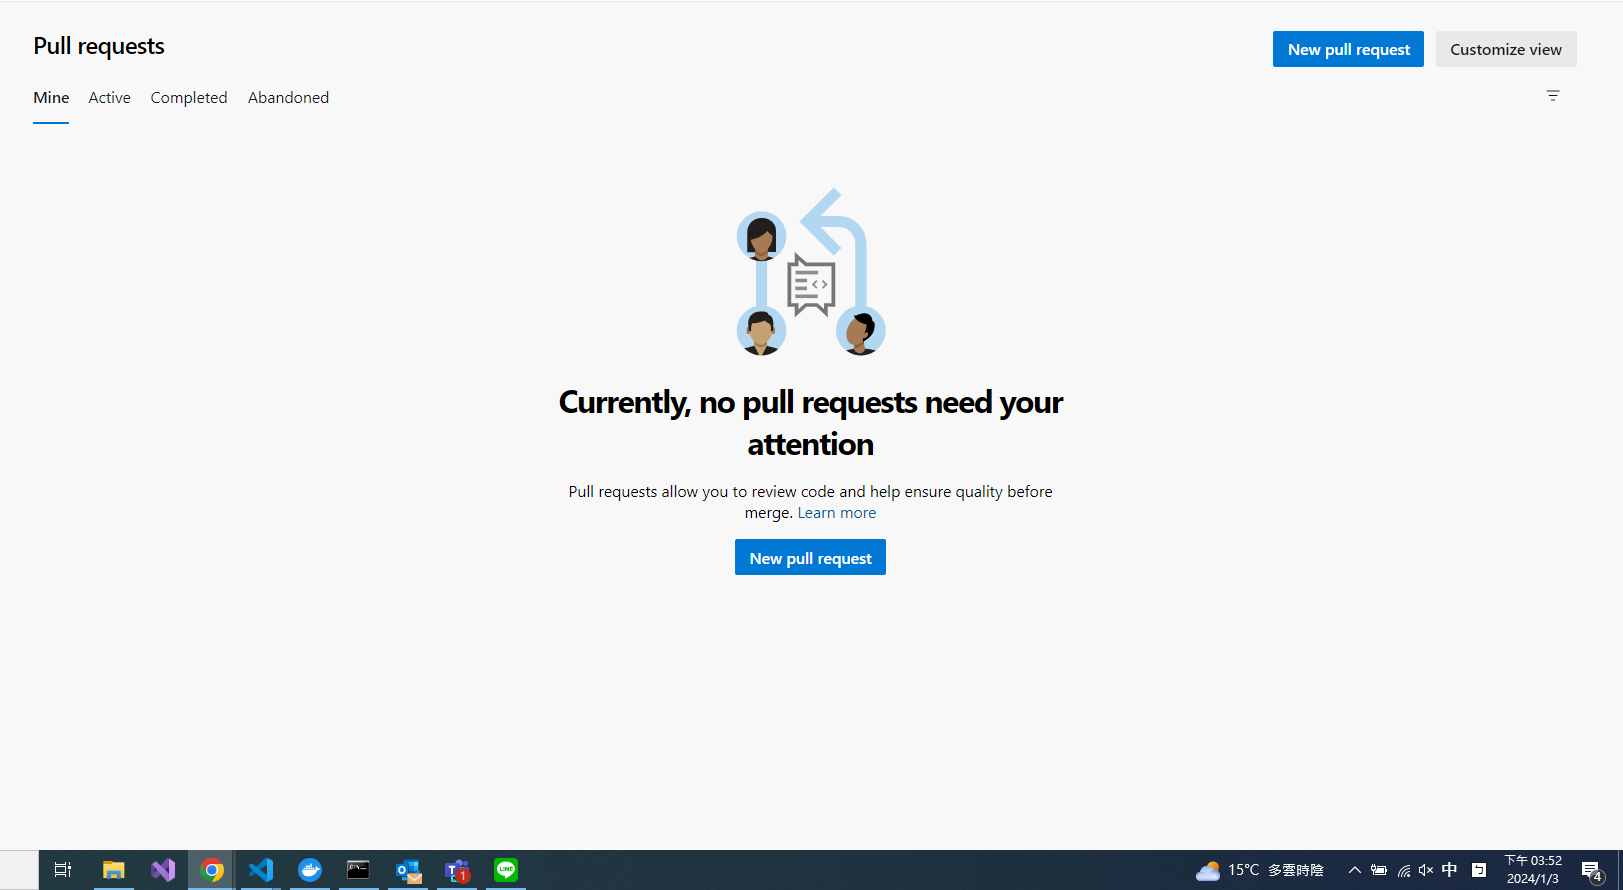 Pull requests
New pull request
Customize view
Mine
Active
Completed
Abandoned
Currently, no pull requests need your
attention
Pull requests allow you to review code and help ensure quality before
merge. Learn more
New pull request
15°C 多雲時陰
中
下午 03:52
2024/1/3
4
1
LINE